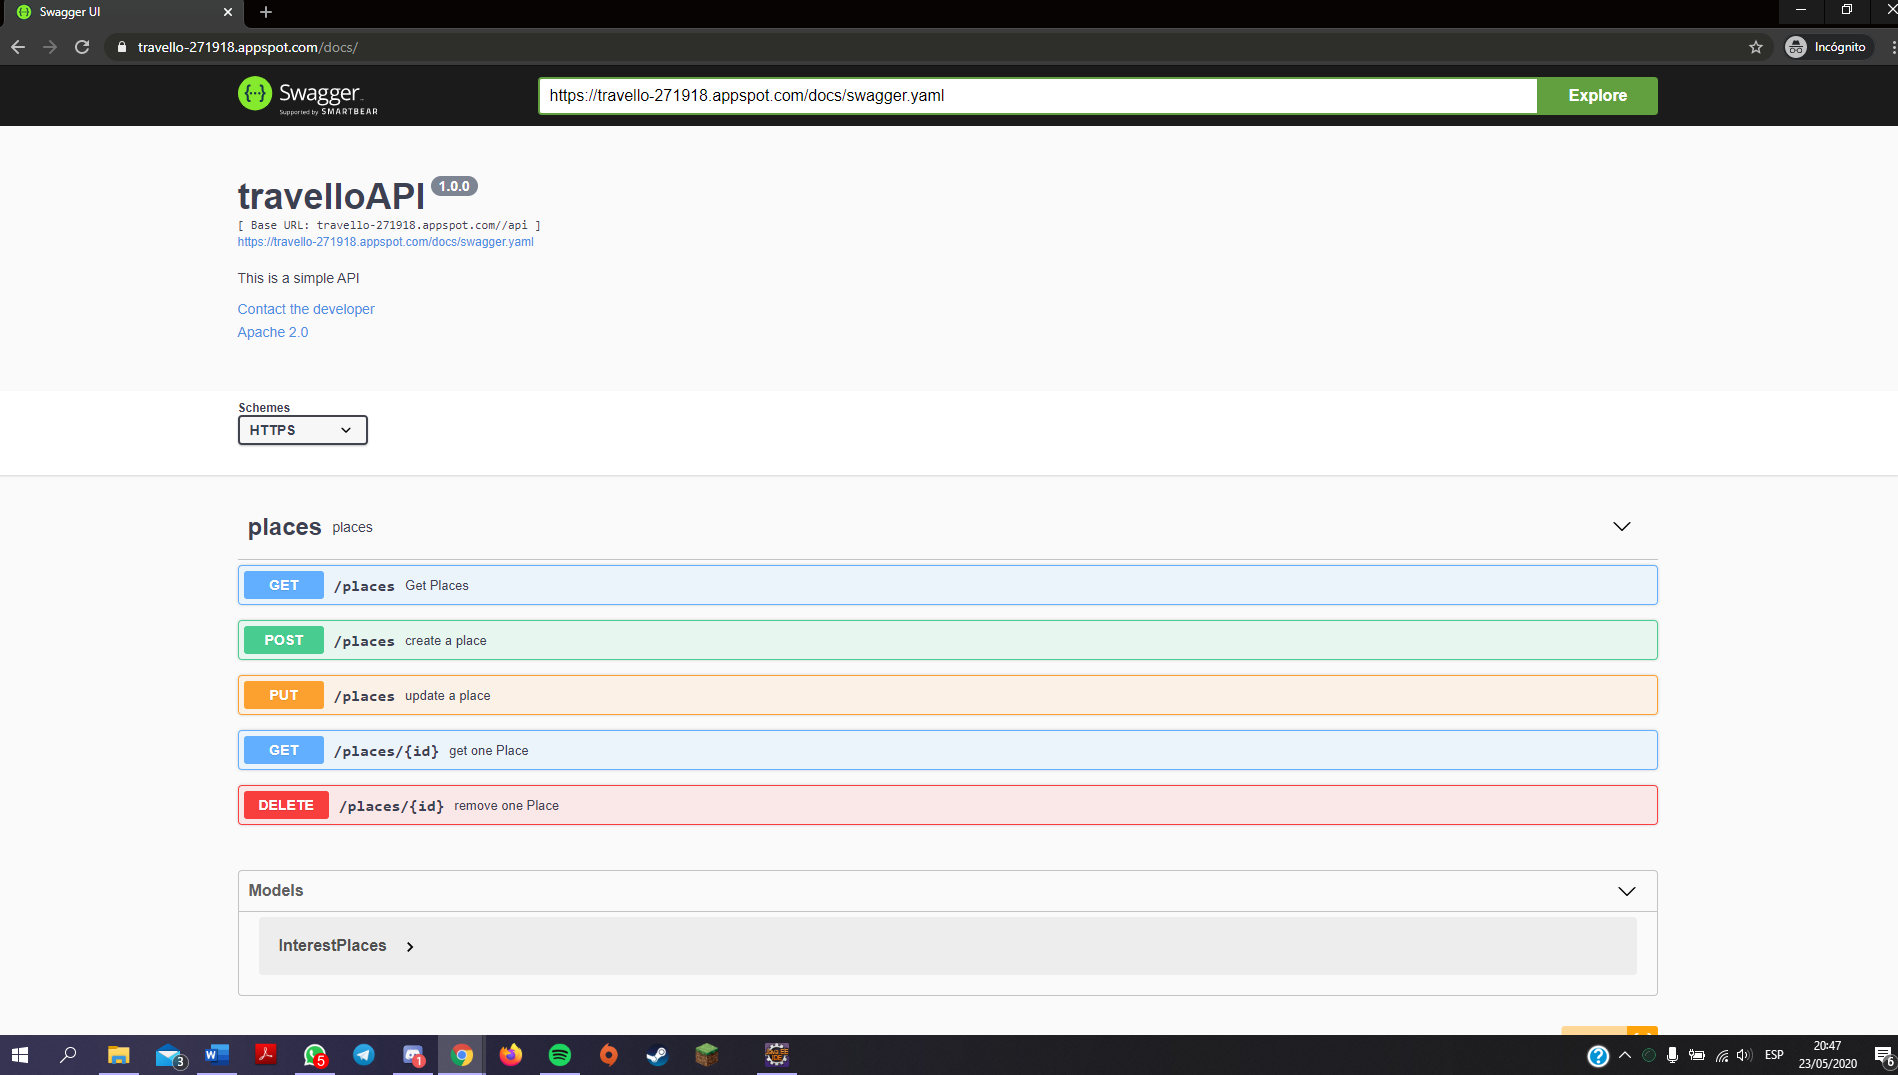 Swagger UI
travello-271918.appspot.com/docs/
Incógnito
Swagger
Supported by SMARTBEAR
https://travello-271918.appspot.com/docs/swagger.yaml
Explore
travelloAPI 1.0.0
[ Base URL: travello-271918.appspot.com//api ]
https://travello-271918.appspot.com/docs/swagger.yaml
This is a simple API
Contact the developer
Apache 2.0
Schemes
HTTPS
places places
GET /places Get Places
POST /places create a place
PUT /places update a place
GET /places/{id} get one Place
DELETE /places/{id} remove one Place
Models
InterestPlaces
3
5
1
ESP
20:47
23/05/2020
6